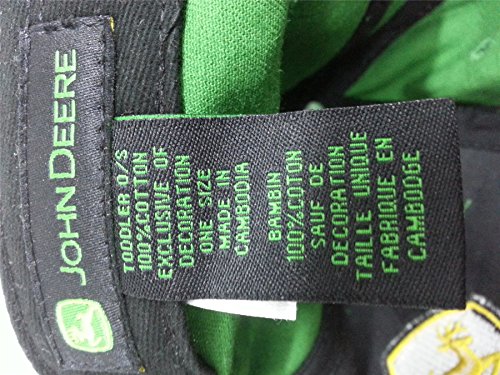 JOHN DEERE
TODDLER O/S
100% COTTON
EXCLUSIVE OF
DECORATION
ONE SIZE
MADE IN
CAMBODIA
BAMBIN
100% COTON
SAUF DE
DECORATION
TAILLE UNIQUE
FABRIQUE EN
CAMBODGE